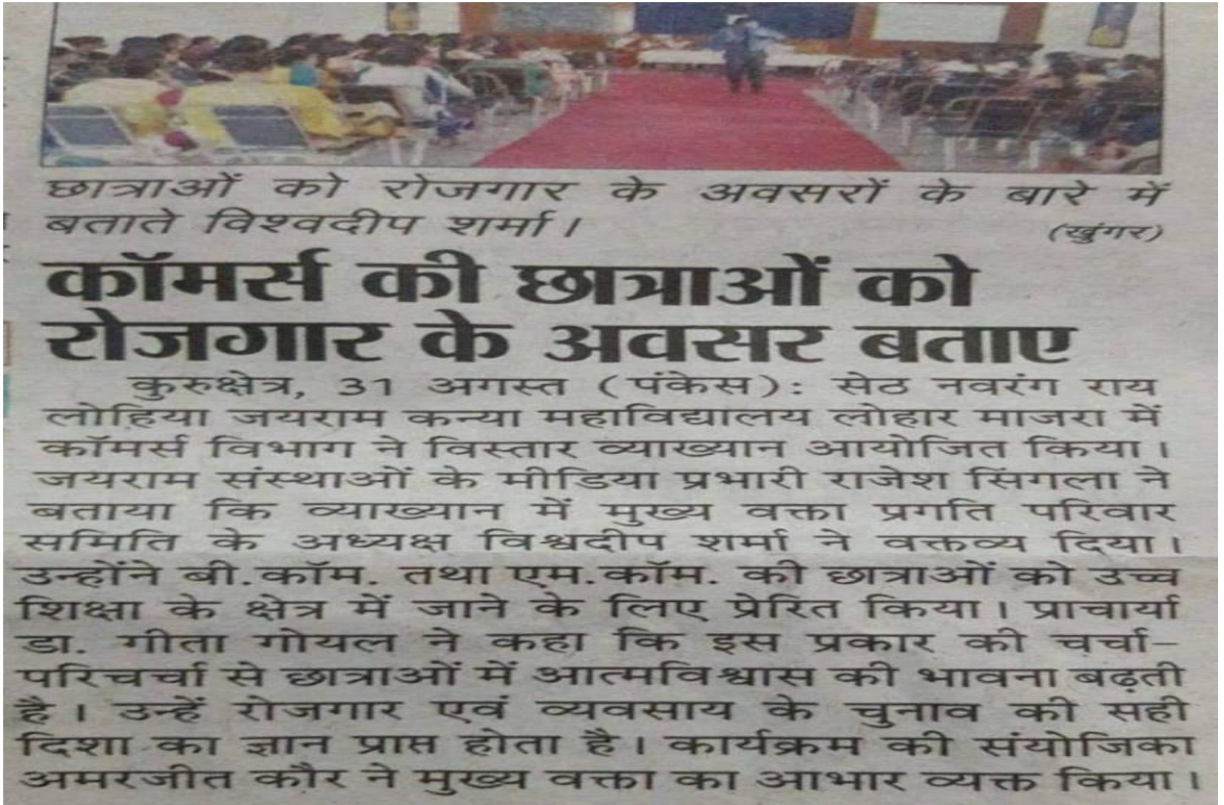 छात्राओं को रोजगार के अवसरों के बारे में
बताते विश्वदीप शर्मा। (खुंगर)
कॉमर्स की छात्राओं को
रोजगार के अवसर बताए
कुरुक्षेत्र, 31 अगस्त (पंकेस): सेठ नवरंग राय
लोहिया जयराम कन्या महाविद्यालय लोहार माजरा में
कॉमर्स विभाग ने विस्तार व्याख्यान आयोजित किया।
जयराम संस्थाओं के मीडिया प्रभारी राजेश सिंगला ने
बताया कि व्याख्यान में मुख्य वक्ता प्रगति परिवार
समिति के अध्यक्ष विश्वदीप शर्मा ने वक्तव्य दिया।
उन्होंने बी.कॉम. तथा एम.कॉम. की छात्राओं को उच्च
शिक्षा के क्षेत्र में जाने के लिए प्रेरित किया। प्राचार्या
डा. गीता गोयल ने कहा कि इस प्रकार की चर्चा-
परिचर्चा से छात्राओं में आत्मविश्वास की भावना बढ़ती
है। उन्हें रोजगार एवं व्यवसाय के चुनाव की सही
दिशा का ज्ञान प्राप्त होता है। कार्यक्रम की संयोजिका
अमरजीत कौर ने मुख्य वक्ता का आभार व्यक्त किया।